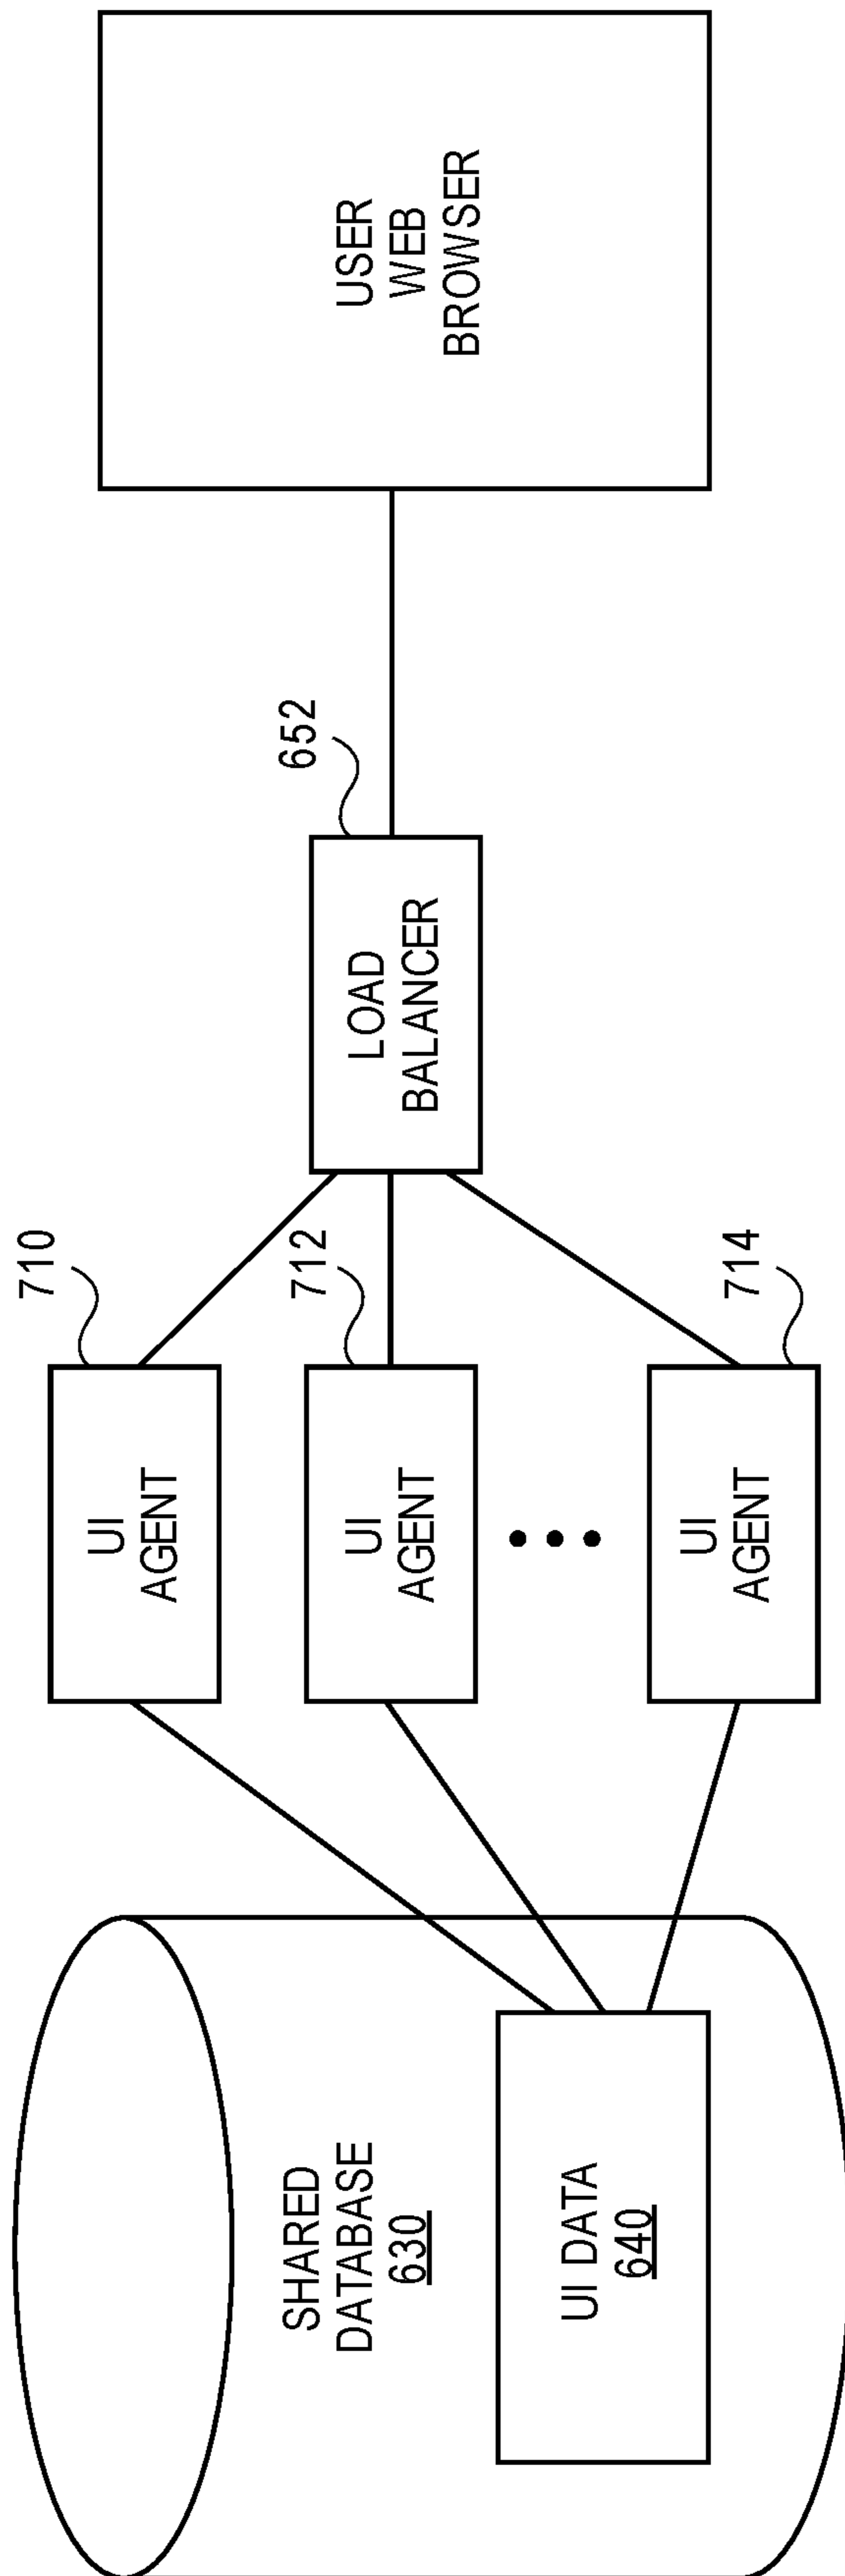 SHARED
DATABASE
630
UI DATA
640
UI
AGENT
710
UI
AGENT
712
UI
AGENT
714
LOAD
BALANCER
652
USER
WEB
BROWSER